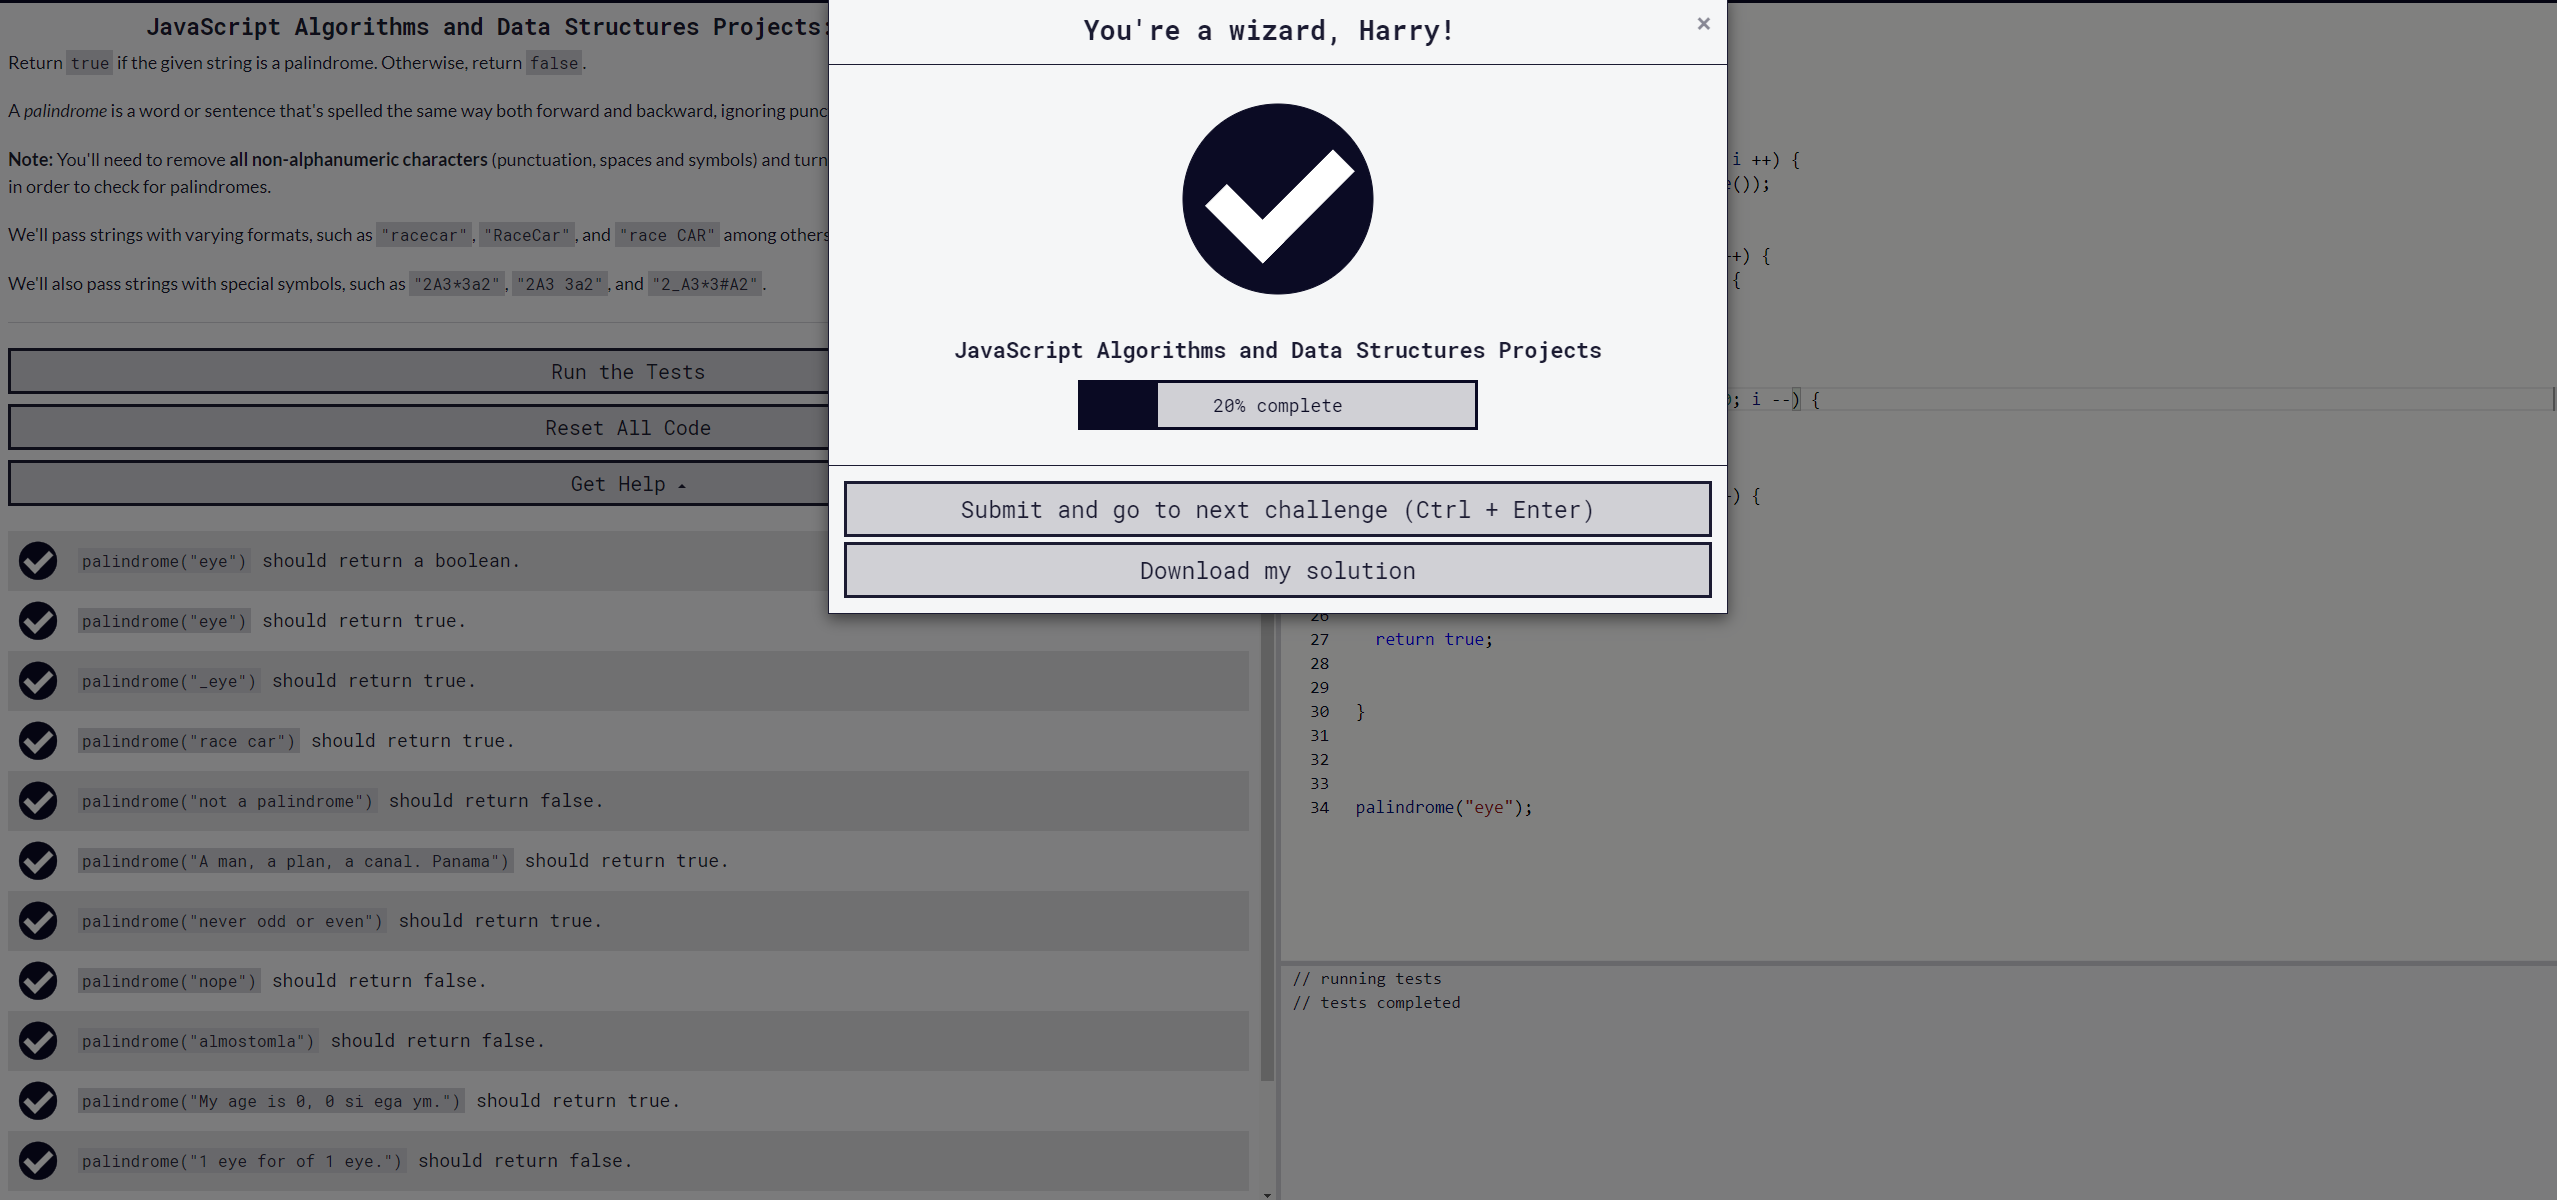 JavaScript Algorithms and Data Structures Projects:
Return true if the given string is a palindrome. Otherwise, return false.
A palindrome is a word or sentence that's spelled the same way both forward and backward, ignoring punc
Note: You'll need to remove all non-alphanumeric characters (punctuation, spaces and symbols) and turn
in order to check for palindromes.
We'll pass strings with varying formats, such as "racecar", "RaceCar", and "race CAR" among others
We'll also pass strings with special symbols, such as "2A3*3a2", "2A3 3a2", and "2_A3*3#A2".
Run the Tests
Reset All Code
Get Help
palindrome("eye") should return a boolean.
palindrome("eye") should return true.
palindrome("_eye") should return true.
palindrome("race car") should return true.
palindrome("not a palindrome") should return false.
palindrome("A man, a plan, a canal. Panama") should return true.
palindrome("never odd or even") should return true.
palindrome("nope") should return false.
palindrome("almostomla") should return false.
palindrome("My age is 0, 0 si ega ym.") should return true.
palindrome("1 eye for of 1 eye.") should return false.
You're a wizard, Harry!
×
JavaScript Algorithms and Data Structures Projects
20% complete
Submit and go to next challenge (Ctrl + Enter)
Download my solution
i ++) {
());
+) {
{
; i --) {
) {
26
27 return true;
28
29
30 }
31
32
33
34 palindrome("eye");
// running tests
// tests completed